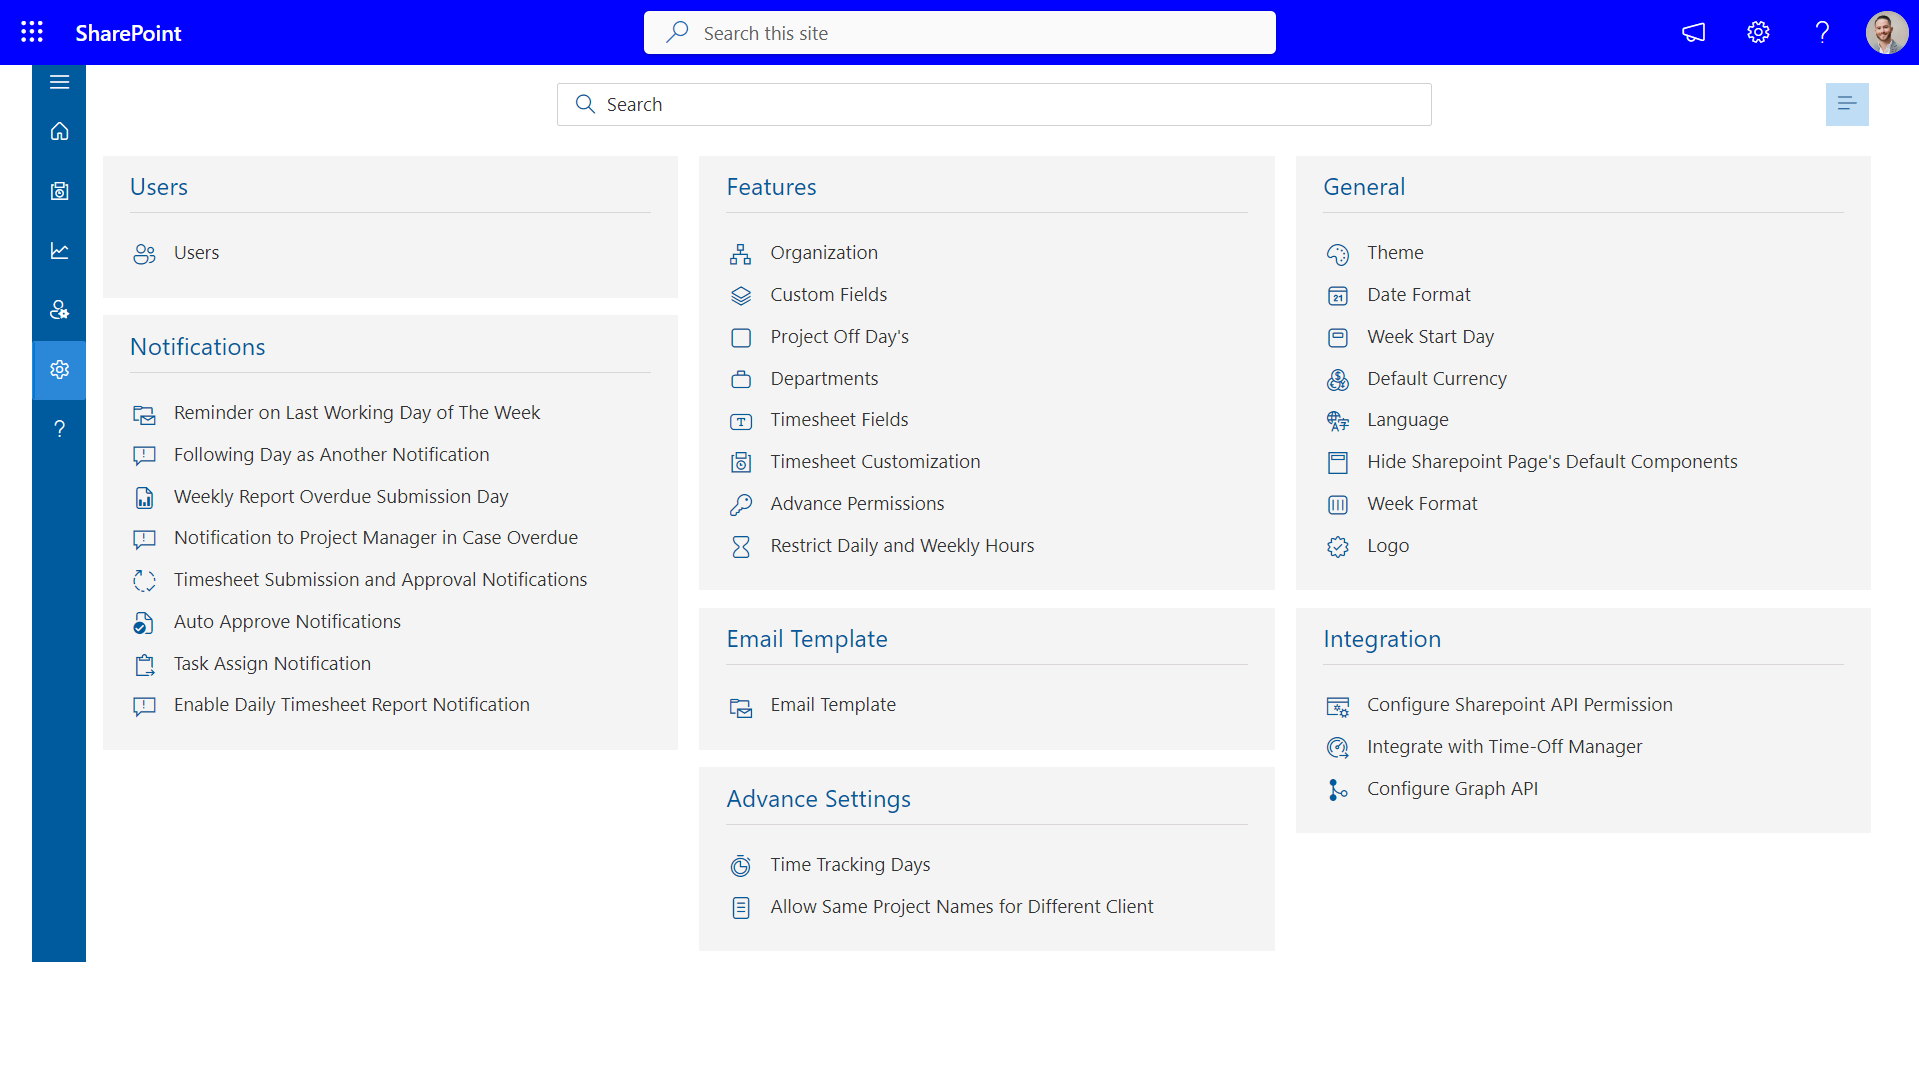 SharePoint
Search this site
Search
Users
Users
Notifications
Reminder on Last Working Day of The Week
Following Day as Another Notification
Weekly Report Overdue Submission Day
Notification to Project Manager in Case Overdue
Timesheet Submission and Approval Notifications
Auto Approve Notifications
Task Assign Notification
Enable Daily Timesheet Report Notification
Features
Organization
Custom Fields
Project Off Day's
Departments
Timesheet Fields
Timesheet Customization
Advance Permissions
Restrict Daily and Weekly Hours
Email Template
Email Template
Advance Settings
Time Tracking Days
Allow Same Project Names for Different Client
General
Theme
21
Date Format
Week Start Day
Default Currency
Language
Hide Sharepoint Page's Default Components
Week Format
Logo
Integration
Configure Sharepoint API Permission
Integrate with Time-Off Manager
Configure Graph API